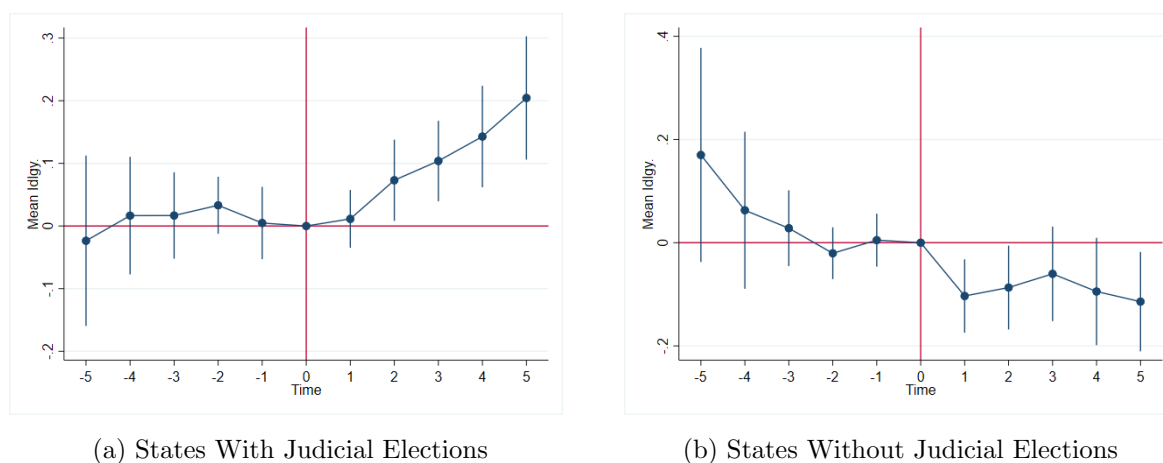 Mean Idlgy.
.3
.2
.1
0
-.1
-.2
-5 -4 -3 -2 -1 0 1 2 3 4 5
Time
(a) States With Judicial Elections
Mean Idlgy.
.4
.2
0
-.2
-5 -4 -3 -2 -1 0 1 2 3 4 5
Time
(b) States Without Judicial Elections